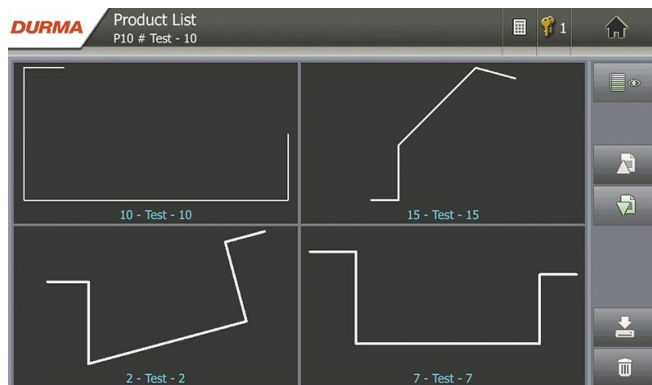 DURMA
Product List
P10 # Test - 10
1
10 - Test - 10
15 - Test - 15
2 - Test - 2
7 - Test - 7